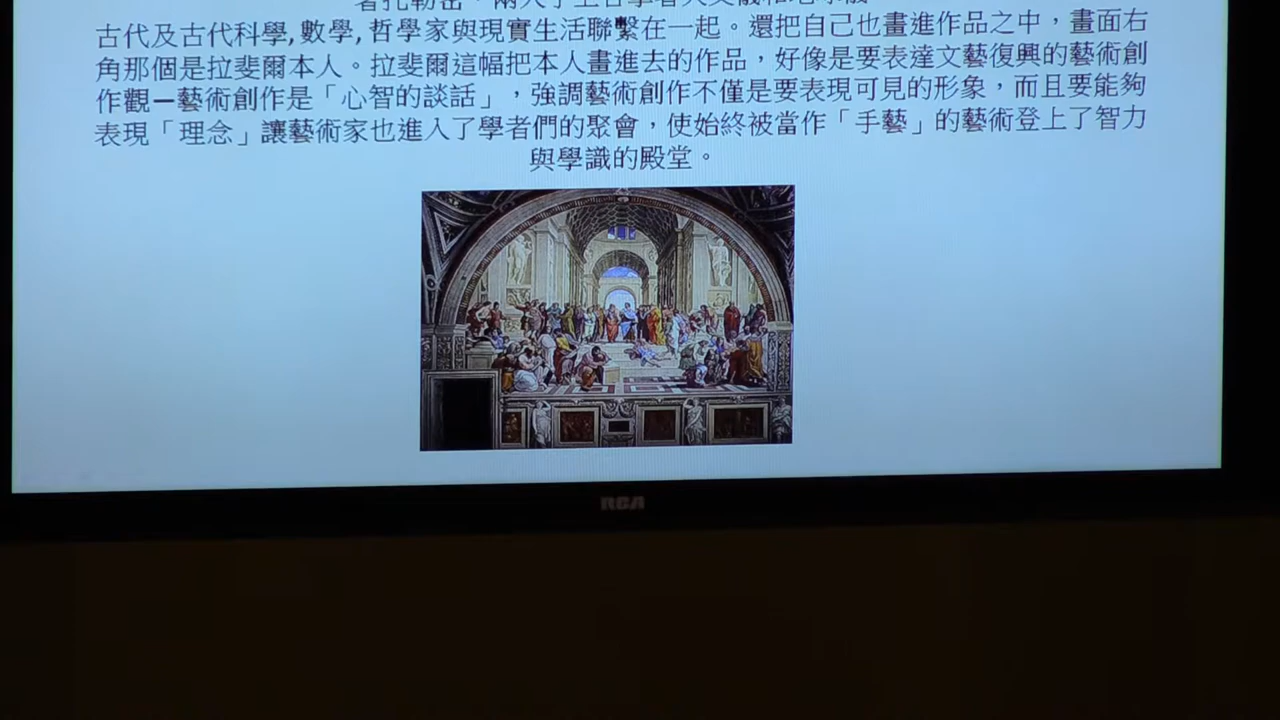 古代及古代科學,數學,哲學家與現實生活聯繫在一起。還把自己也畫進作品之中，畫面右
角那個是拉斐爾本人。拉斐爾這幅把本人畫進去的作品，好像是要表達文藝復興的藝術創
作觀－藝術創作是「心智的談話」，強調藝術創作不僅是要表現可見的形象，而且要能夠
表現「理念」讓藝術家也進入了學者們的聚會，使始終被當作「手藝」的藝術登上了智力
與學識的殿堂。
RCA